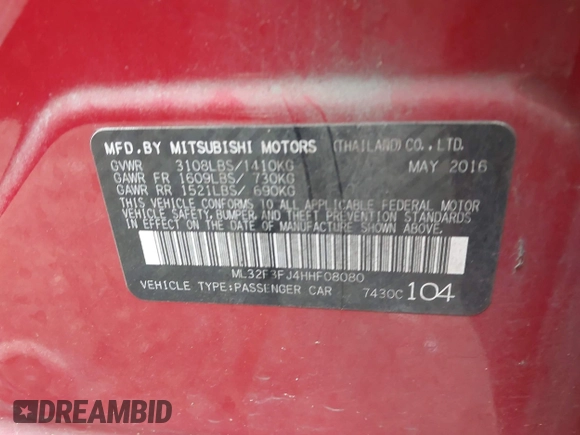 MFD.BY MITSUBISHI MOTORS (THAILAND) CO., LTD.
GVWR 3108LBS/1410KG MAY 2016
GAWR FR 1609LBS/ 730KG
GAWR RR 1521LBS/ 690KG
THIS VEHICLE CONFORMS TO ALL APPLICABLE FEDERAL MOTOR
VEHICLE SAFETY, BUMPER, AND THEFT PREVENTION STANDARDS
IN EFFECT ON THE DATE OF MANUFACTURE SHOWN ABOVE.
ML32F3FJ4HHF08080
VEHICLE TYPE:PASSENGER CAR 7430C 104
DREAMBID